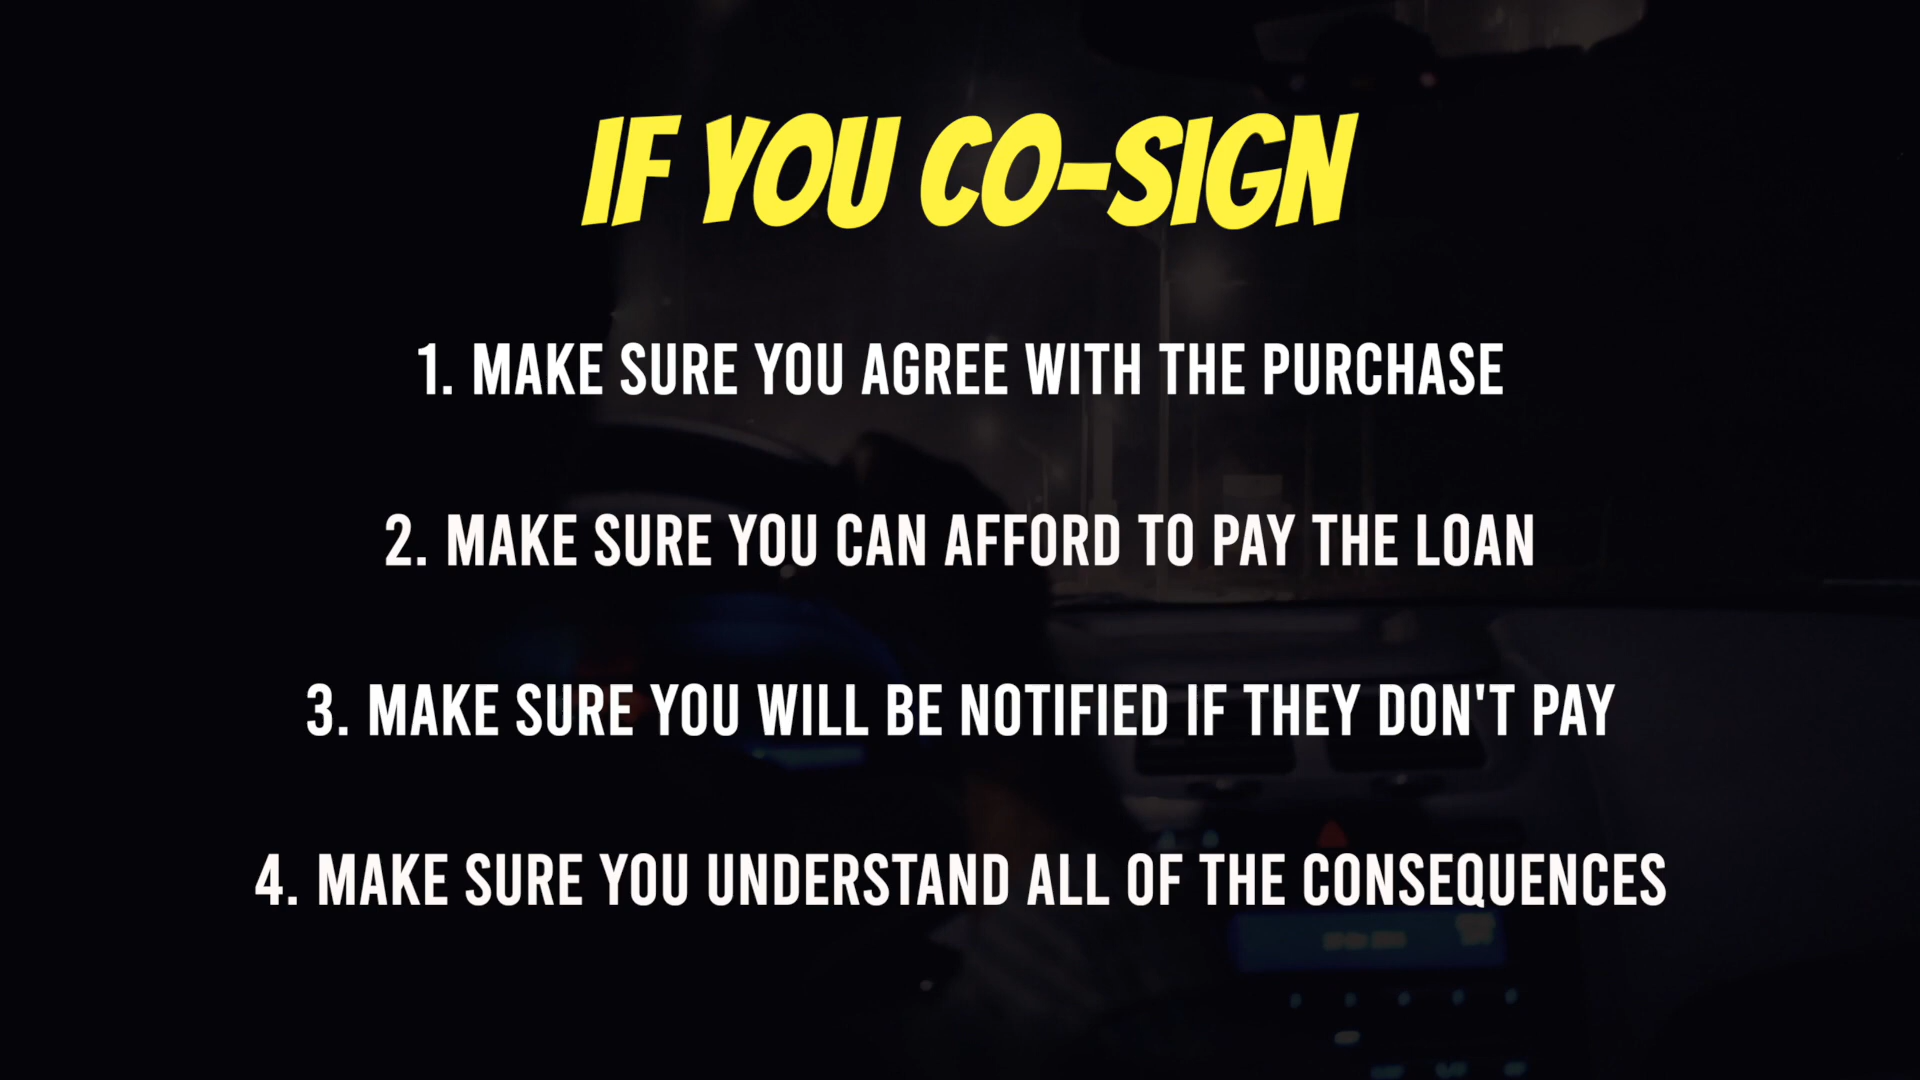 IF YOU CO-SIGN
1. MAKE SURE YOU AGREE WITH THE PURCHASE
2. MAKE SURE YOU CAN AFFORD TO PAY THE LOAN
3. MAKE SURE YOU WILL BE NOTIFIED IF THEY DON'T PAY
4. MAKE SURE YOU UNDERSTAND ALL OF THE CONSEQUENCES